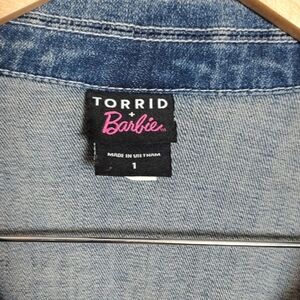 TORRID
+
Barbie
MADE IN VIETNAM
1